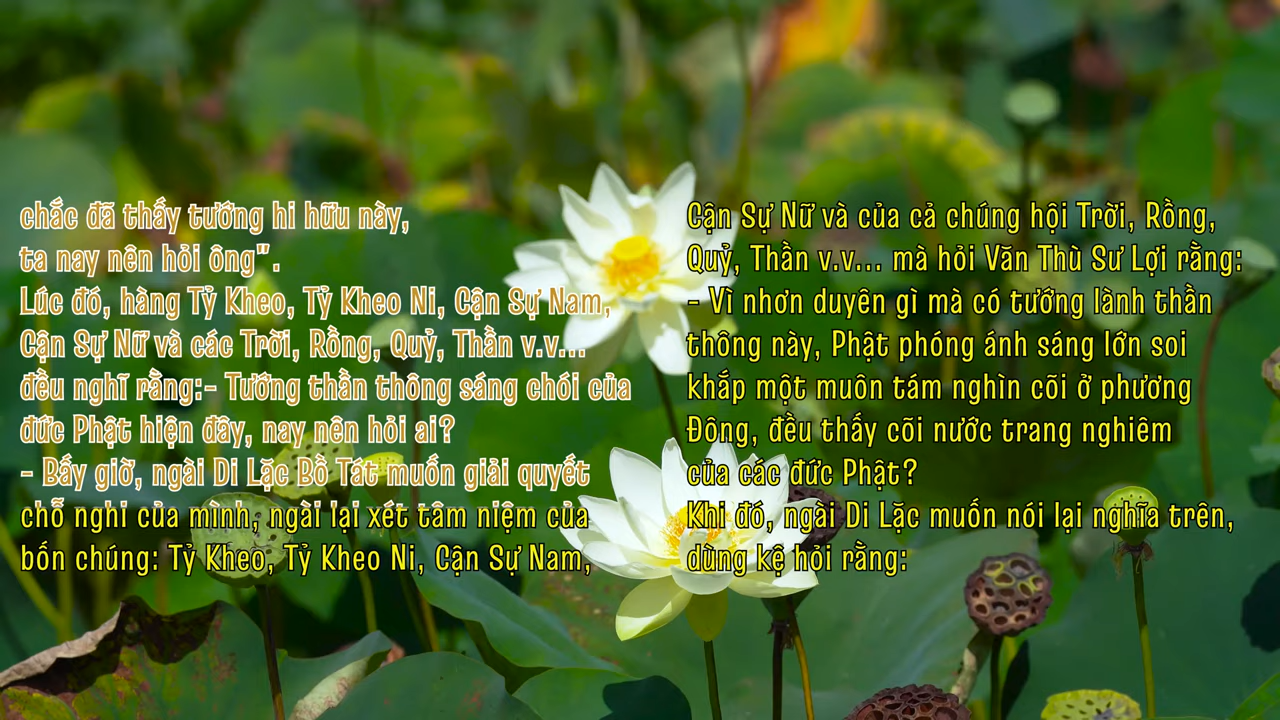 chắc đã thấy tướng hi hữu này,
ta nay nên hỏi ông".
Lúc đó, hàng Tỷ Kheo, Tỷ Kheo Ni, Cận Sự Nam,
Cận Sự Nữ và các Trời, Rồng, Quỷ, Thần v.v...
đều nghĩ rằng:- Tướng thần thông sáng chói của
đức Phật hiện đây, nay nên hỏi ai?
- Bấy giờ, ngài Di Lặc Bồ Tát muốn giải quyết
chỗ nghi của mình, ngài lại xét tâm niệm của
bốn chúng: Tỷ Kheo, Tỷ Kheo Ni, Cận Sự Nam,
Cận Sự Nữ và của cả chúng hội Trời, Rồng,
Quỷ, Thần v.v... mà hỏi Văn Thù Sư Lợi rằng:
- Vì nhơn duyên gì mà có tướng lành thần
thông này, Phật phóng ánh sáng lớn soi
khắp một muôn tám nghìn cõi ở phương
Đông, đều thấy cõi nước trang nghiêm
của các đức Phật?
Khi đó, ngài Di Lặc muốn nói lại nghĩa trên,
dùng kệ hỏi rằng: